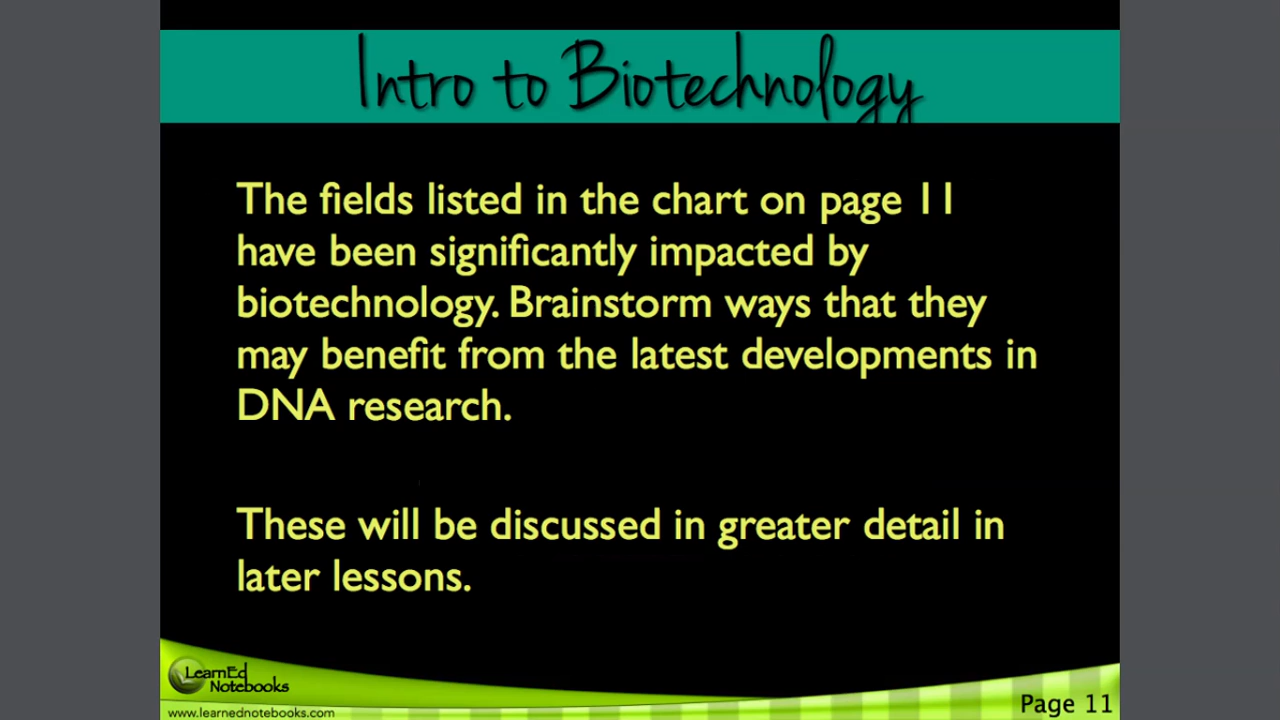 Intro to Biotechnology
The fields listed in the chart on page 11
have been significantly impacted by
biotechnology. Brainstorm ways that they
may benefit from the latest developments in
DNA research.
These will be discussed in greater detail in
later lessons.
LearnEd
Notebooks
www.learnednotebooks.com
Page 11